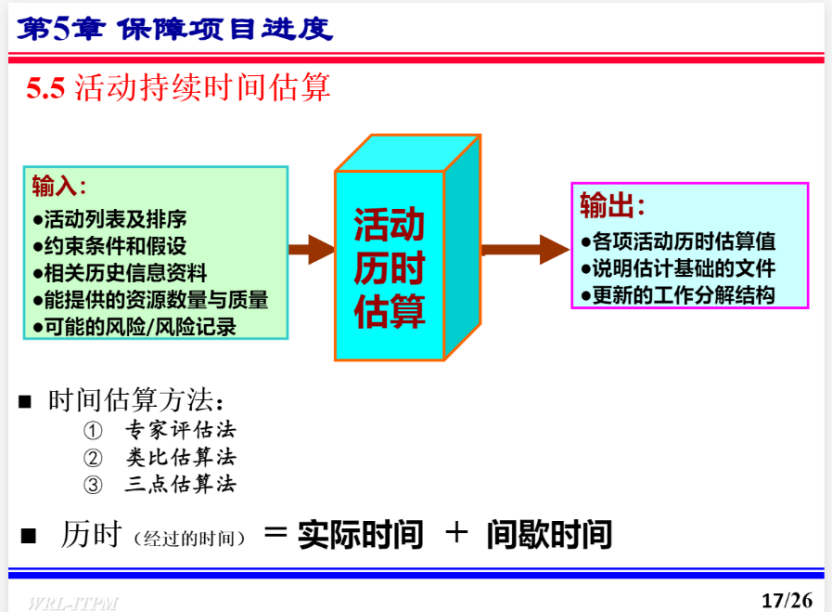 第5章 保障项目进度
5.5 活动持续时间估算
输入：
●活动列表及排序
●约束条件和假设
●相关历史信息资料
●能提供的资源数量与质量
●可能的风险/风险记录
活动
历时
估算
输出：
●各项活动历时估算值
●说明估计基础的文件
●更新的工作分解结构
■ 时间估算方法：
① 专家评估法
② 类比估算法
③ 三点估算法
■ 历时（经过的时间）＝ 实际时间 ＋ 间歇时间
WRL-ITPM
17/26